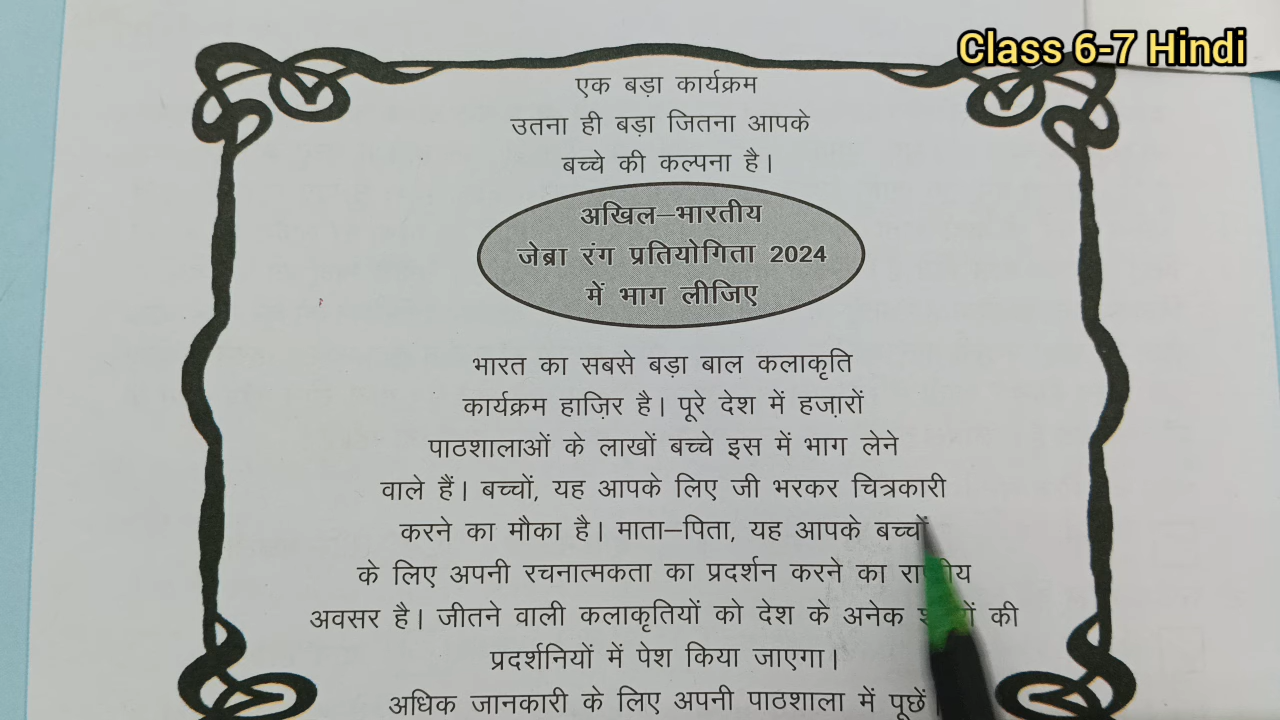 Class 6-7 Hindi
एक बड़ा कार्यक्रम
उतना ही बड़ा जितना आपके
बच्चे की कल्पना है।
अखिल–भारतीय
जेब्रा रंग प्रतियोगिता 2024
में भाग लीजिए
भारत का सबसे बड़ा बाल कलाकृति
कार्यक्रम हाज़िर है। पूरे देश में हजा़रों
पाठशालाओं के लाखों बच्चे इस में भाग लेने
वाले हैं। बच्चों, यह आपके लिए जी भरकर चित्रकारी
करने का मौका है। माता–पिता, यह आपके बच्चों
के लिए अपनी रचनात्मकता का प्रदर्शन करने का
अवसर है। जीतने वाली कलाकृतियों को देश के अनेक की
प्रदर्शनियों में पेश किया जाएगा।
अधिक जानकारी के लिए अपनी पाठशाला में पूछें